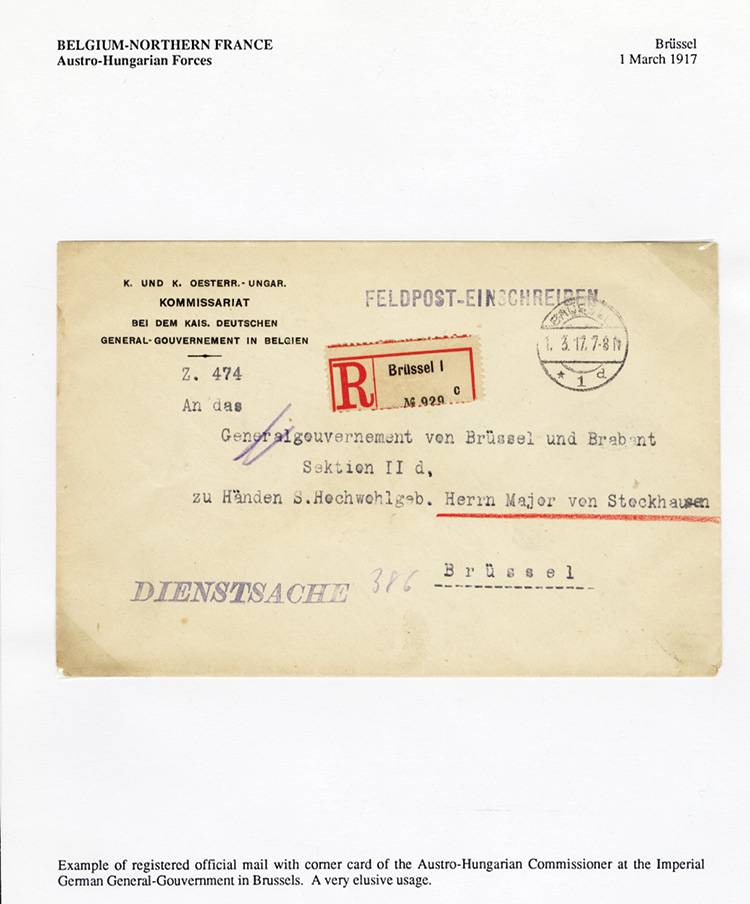 BELGIUM-NORTHERN FRANCE
Austro-Hungarian Forces
Brüssel
1 March 1917
K. UND K. OESTERR.-UNGAR.
KOMMISSARIAT
BEI DEM KAIS. DEUTSCHEN
GENERAL-GOUVERNEMENT IN BELGIEN
FELDPOST-EINSCHREIBEN
1. 3. 17. 7-8 N
* 1 d
R
Brüssel 1
c
№ 929
Z. 474
An das
Generalgouvernement von Brüssel und Brabant
Sektion II d,
zu Händen S.Hochwohlgeb. Herrn Major von Stockhausen
Brüssel
DIENSTSACHE
386
Example of registered official mail with corner card of the Austro-Hungarian Commissioner at the Imperial
German General-Gouvernment in Brussels. A very elusive usage.